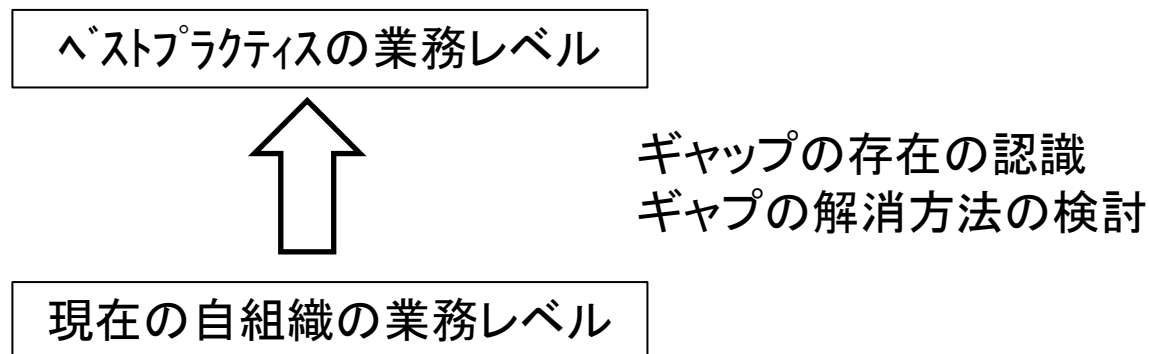 ﾍﾞｽﾄﾌﾟﾗｸﾃｨｽの業務レベル
ギャップの存在の認識
ギャプの解消方法の検討
現在の自組織の業務レベル